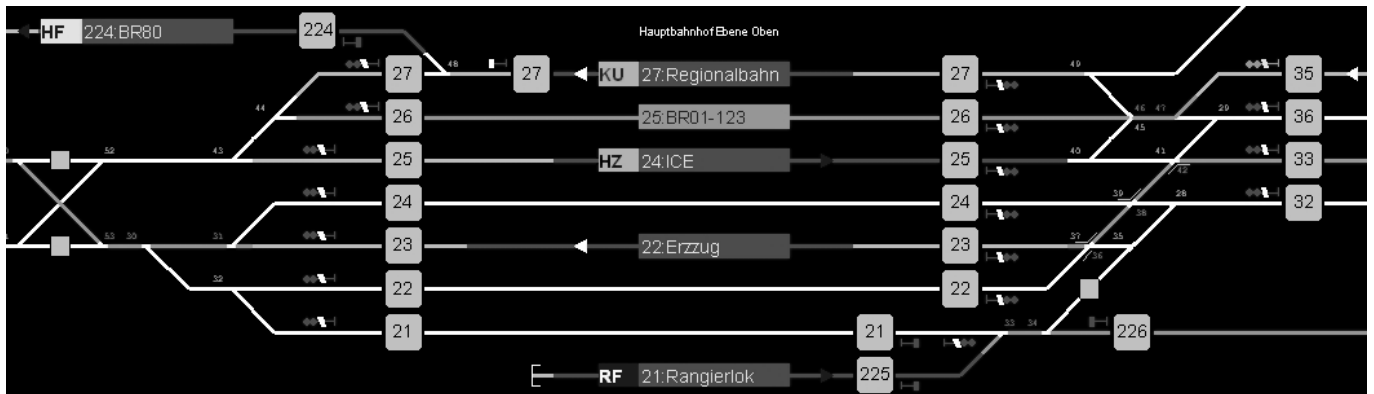 HF 224:BR80 224 Hauptbahnhof Ebene Oben
27 48 27 KU 27:Regionalbahn 27 49 35
44 26 25:BR01-123 26 46 47 45 29 36
52 43 25 HZ 24:ICE 25 40 41 42 33
24 24 39 38 28 32
53 30 31 23 22:Erzzug 23 37 35 36
32 22 22
21 21 33 34 226
RF 21:Rangierlok 225